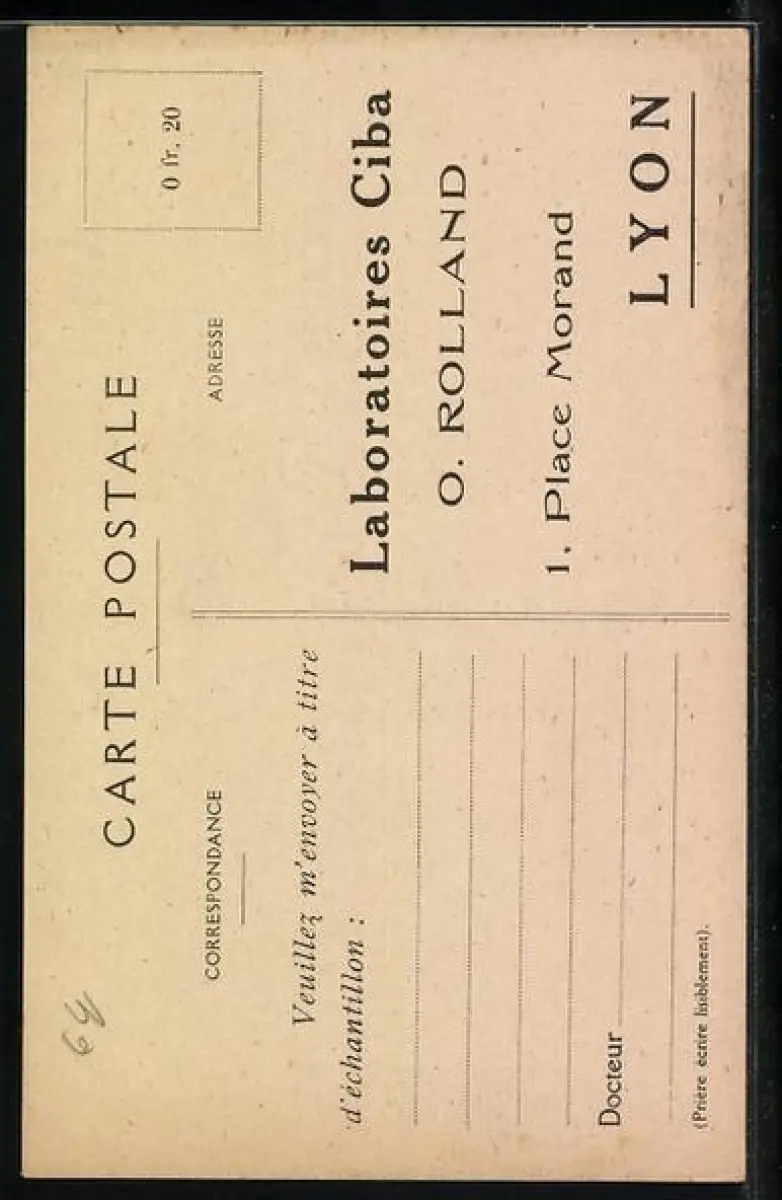 CARTE POSTALE
CORRESPONDANCE
Veuillez m'envoyer à titre
d'échantillon :
Docteur
(Prière écrire lisiblement).
ADRESSE
0 fr. 20
Laboratoires Ciba
O. ROLLAND
1, Place Morand
LYON